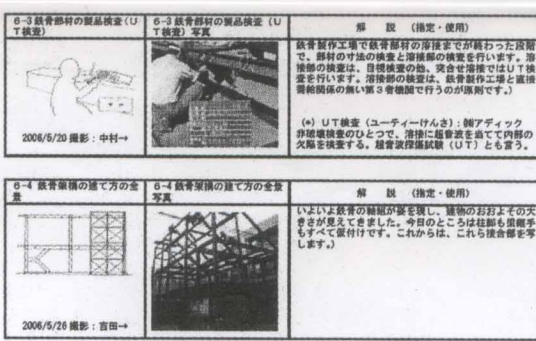 6-3 鉄骨部材の製品検査(UT検査)
6-3 鉄骨部材の製品検査（UT検査）写真
解 説 (指定・使用)
鉄骨製作工場で鉄骨部材の溶接までが終わった段階
で、部材の寸法の検査と溶接部の検査を行います。溶
接部の検査は、目視検査の他、突合せ溶接ではUT検
査を行います。溶接部の検査は、鉄骨製作工場と直接
需給関係の無い第3者機関で行うのが原則です。)
(*) UT検査（ユーティーけんさ）：㈱アディック
非破壊検査のひとつで、溶接に超音波を当てて内部の
欠陥を検査する。超音波探傷試験（UT）とも言う。
2006/5/20 撮影：中村→
6-4 鉄骨架構の建て方の全景
6-4 鉄骨架構の建て方の全景写真
解 説 (指定・使用)
いよいよ鉄骨の軸組が姿を現し、建物のおおよその大
きさが見えてきました。今日のところは柱脚も梁継手
もすべて仮付けです。これからは、これら接合部を写
します。)
2006/5/26 撮影：吉田→